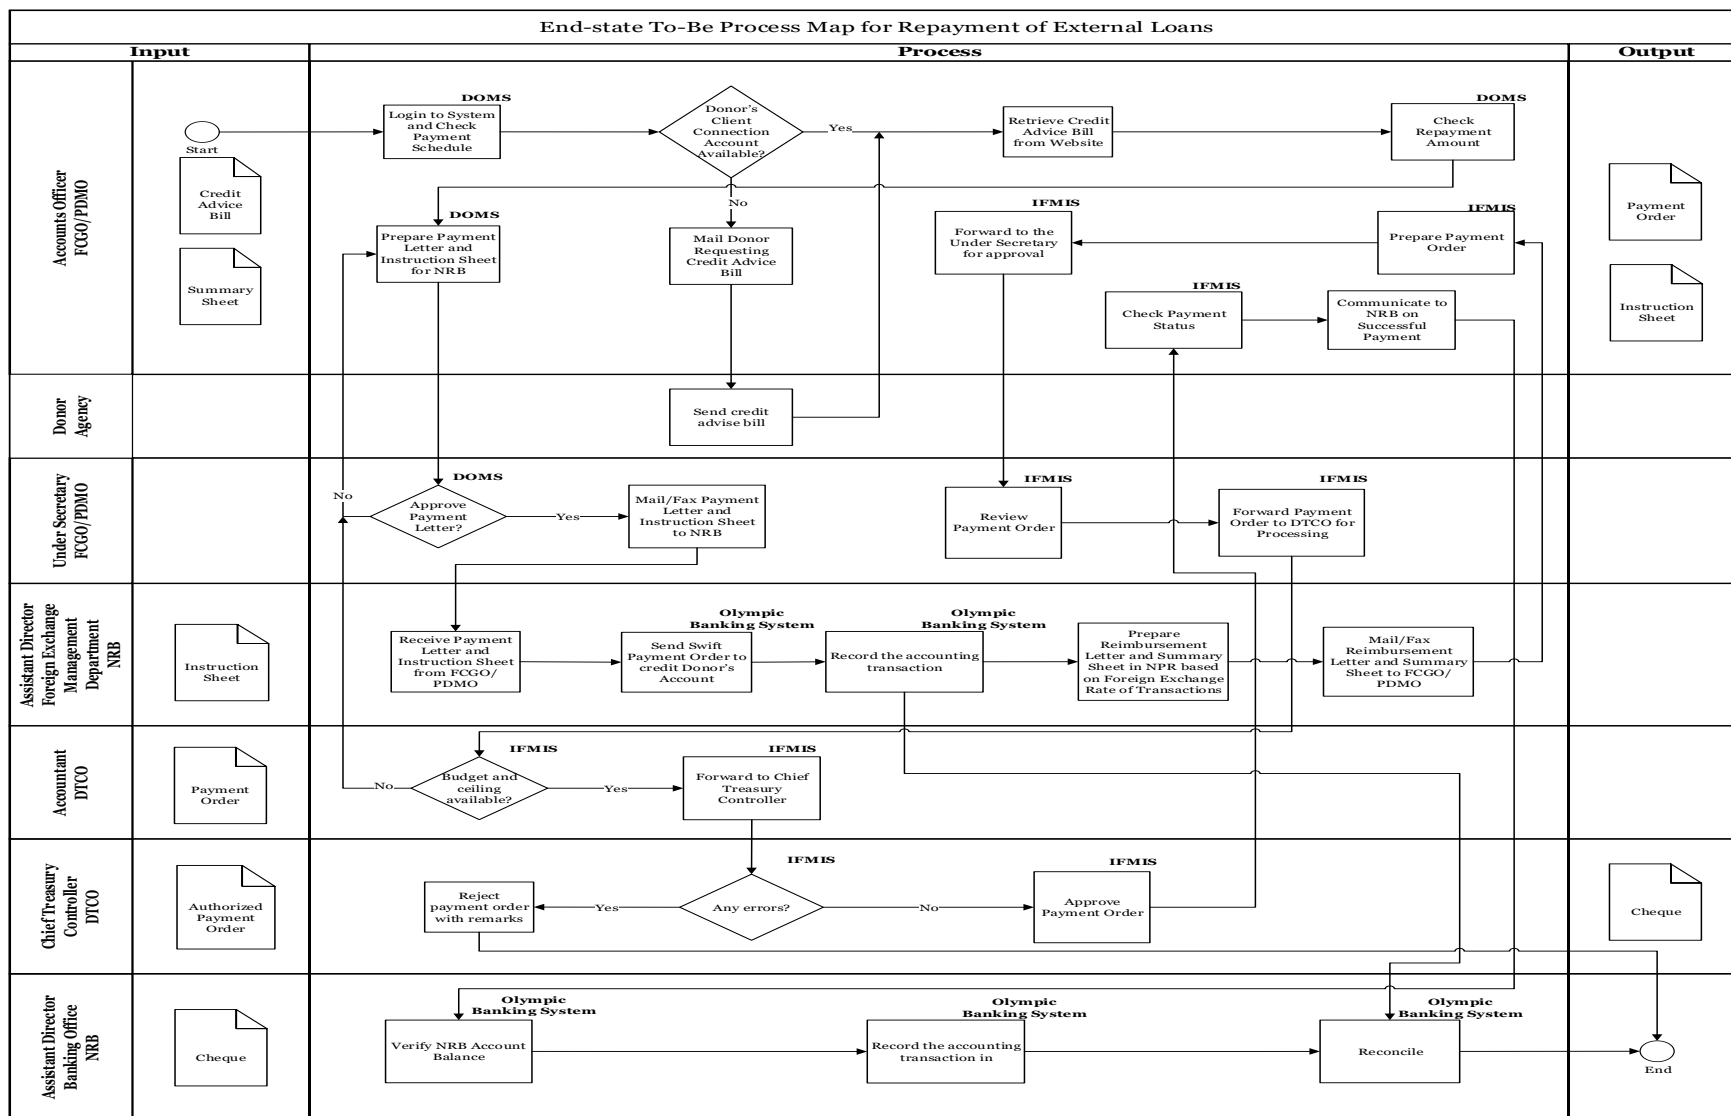 End-state To-Be Process Map for Repayment of External Loans
Input
Process
Output
Accounts Officer
FCGO/PDMO
Start
Credit
Advice
Bill
Summary
Sheet
DOMS
Login to System
and Check
Payment
Schedule
Donor's
Client
Connection
Account
Available?
Yes
No
Retrieve Credit
Advice Bill
from Website
DOMS
Check
Repayment
Amount
DOMS
Prepare Payment
Letter and
Instruction Sheet
for NRB
Mail Donor
Requesting
Credit Advice
Bill
IFMIS
Forward to the
Under Secretary
for approval
IFMIS
Prepare Payment
Order
IFMIS
Check Payment
Status
Communicate to
NRB on
Successful
Payment
Payment
Order
Instruction
Sheet
Donor
Agency
Send credit
advise bill
Under Secretary
FCGO/PDMO
No
DOMS
Approve
Payment
Letter?
Yes
Mail/Fax Payment
Letter and
Instruction Sheet
to NRB
IFMIS
Review
Payment Order
IFMIS
Forward Payment
Order to DTCO for
Processing
Assistant Director
Foreign Exchange
Management
Department
NRB
Instruction
Sheet
Receive Payment
Letter and
Instruction Sheet
from FCGO/
PDMO
Olympic
Banking System
Send Swift
Payment Order to
credit Donor's
Account
Olympic
Banking System
Record the accounting
transaction
Prepare
Reimbursement
Letter and Summary
Sheet in NPR based
on Foreign Exchange
Rate of Transactions
Mail/Fax
Reimbursement
Letter and Summary
Sheet to FCGO/
PDMO
Accountant
DTCO
Payment
Order
No
IFMIS
Budget and
ceiling
available?
Yes
IFMIS
Forward to Chief
Treasury
Controller
Chief Treasury
Controller
DTCO
Authorized
Payment
Order
Reject
payment order
with remarks
Yes
IFMIS
Any errors?
No
IFMIS
Approve
Payment Order
Cheque
Assistant Director
Banking Office
NRB
Cheque
Olympic
Banking System
Verify NRB Account
Balance
Olympic
Banking System
Record the accounting
transaction in
Olympic
Banking System
Reconcile
End